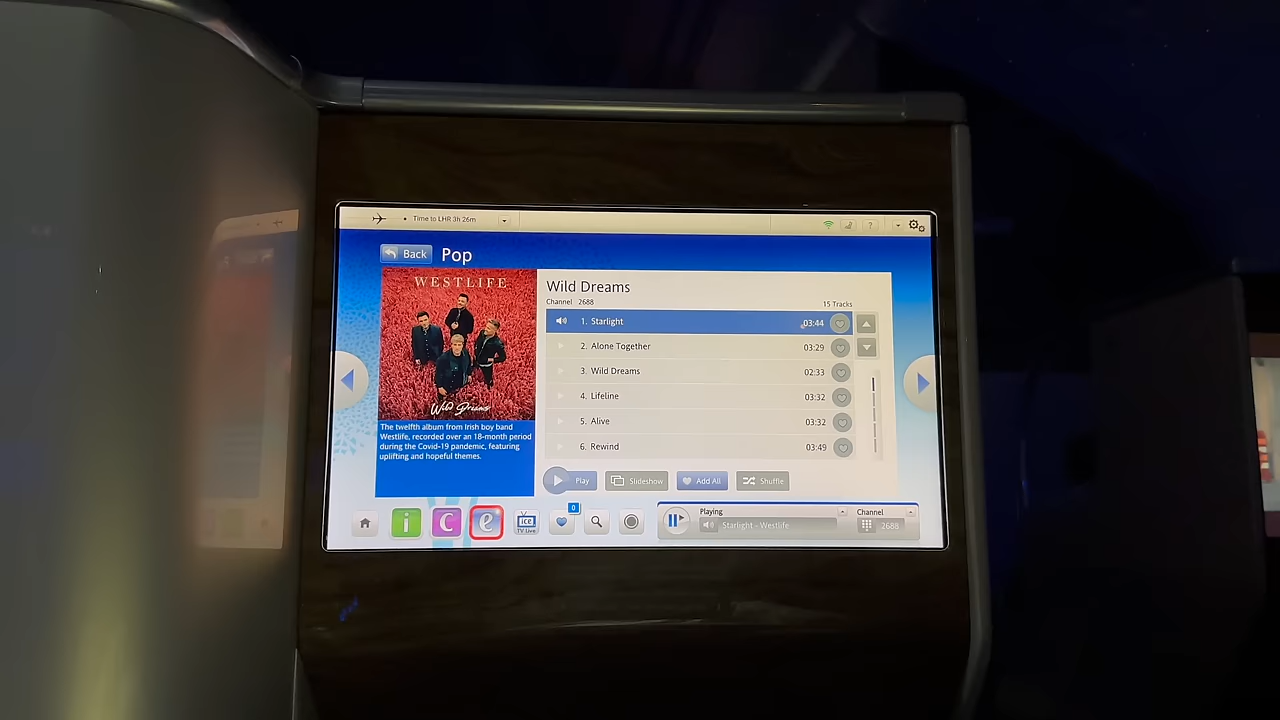 Time to LHR 3h 26m
?
Back
Pop
WESTLIFE
Wild Dreams
The twelfth album from Irish boy band
Westlife, recorded over an 18-month period
during the Covid-19 pandemic, featuring
uplifting and hopeful themes.
Wild Dreams
Channel 2688
15 Tracks
1. Starlight 03:44
2. Alone Together 03:29
3. Wild Dreams 02:33
4. Lifeline 03:32
5. Alive 03:32
6. Rewind 03:49
Play
Slideshow
Add All
Shuffle
i
C
e
ice
TV Live
0
Playing
Starlight - Westlife
Channel
2688